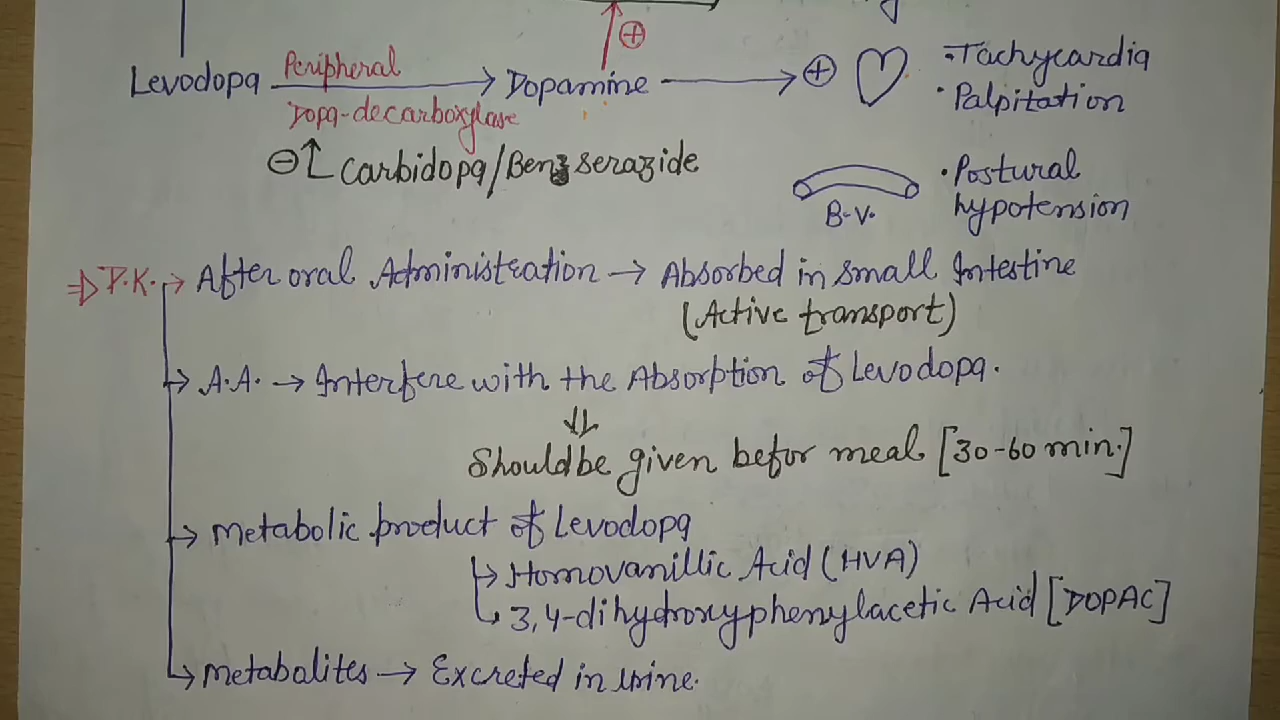 ⊕
Levodopa Peripheral → Dopamine → ⊕ • Tachycardia
Dopa-decarboxylase • Palpitation
⊖↑ Carbidopa/Benserazide • Postural
B.V. hypotension
⇒ P.K. → After oral Administration → Absorbed in small Intestine
(Active transport)
→ A.A. → Interfere with the Absorption of Levodopa.
⇓
Should be given befor meal [30-60 min.]
→ Metabolic product of Levodopa
↳ Homovanillic Acid (HVA)
↳ 3,4-dihydroxyphenylacetic Acid [DOPAC]
↳ Metabolites → Excreted in urine.